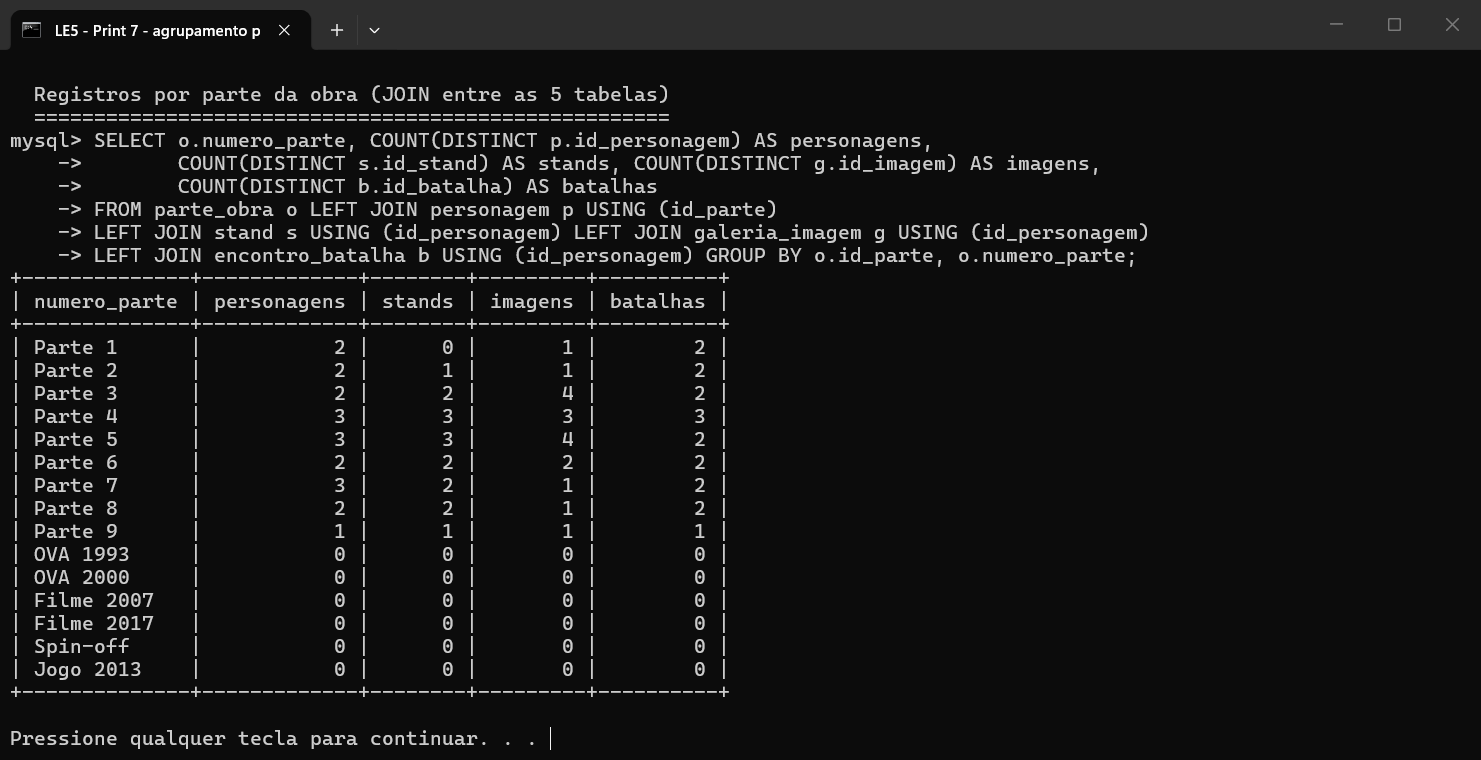 LE5 - Print 7 - agrupamento p
Registros por parte da obra (JOIN entre as 5 tabelas)
=====================================================
mysql> SELECT o.numero_parte, COUNT(DISTINCT p.id_personagem) AS personagens,
    ->        COUNT(DISTINCT s.id_stand) AS stands, COUNT(DISTINCT g.id_imagem) AS imagens,
    ->        COUNT(DISTINCT b.id_batalha) AS batalhas
    -> FROM parte_obra o LEFT JOIN personagem p USING (id_parte)
    -> LEFT JOIN stand s USING (id_personagem) LEFT JOIN galeria_imagem g USING (id_personagem)
    -> LEFT JOIN encontro_batalha b USING (id_personagem) GROUP BY o.id_parte, o.numero_parte;
+--------------+-------------+--------+---------+----------+
| numero_parte | personagens | stands | imagens | batalhas |
+--------------+-------------+--------+---------+----------+
| Parte 1      |           2 |      0 |       1 |        2 |
| Parte 2      |           2 |      1 |       1 |        2 |
| Parte 3      |           2 |      2 |       4 |        2 |
| Parte 4      |           3 |      3 |       3 |        3 |
| Parte 5      |           3 |      3 |       4 |        2 |
| Parte 6      |           2 |      2 |       2 |        2 |
| Parte 7      |           3 |      2 |       1 |        2 |
| Parte 8      |           2 |      2 |       1 |        2 |
| Parte 9      |           1 |      1 |       1 |        1 |
| OVA 1993     |           0 |      0 |       0 |        0 |
| OVA 2000     |           0 |      0 |       0 |        0 |
| Filme 2007   |           0 |      0 |       0 |        0 |
| Filme 2017   |           0 |      0 |       0 |        0 |
| Spin-off     |           0 |      0 |       0 |        0 |
| Jogo 2013    |           0 |      0 |       0 |        0 |
+--------------+-------------+--------+---------+----------+
Pressione qualquer tecla para continuar. . .